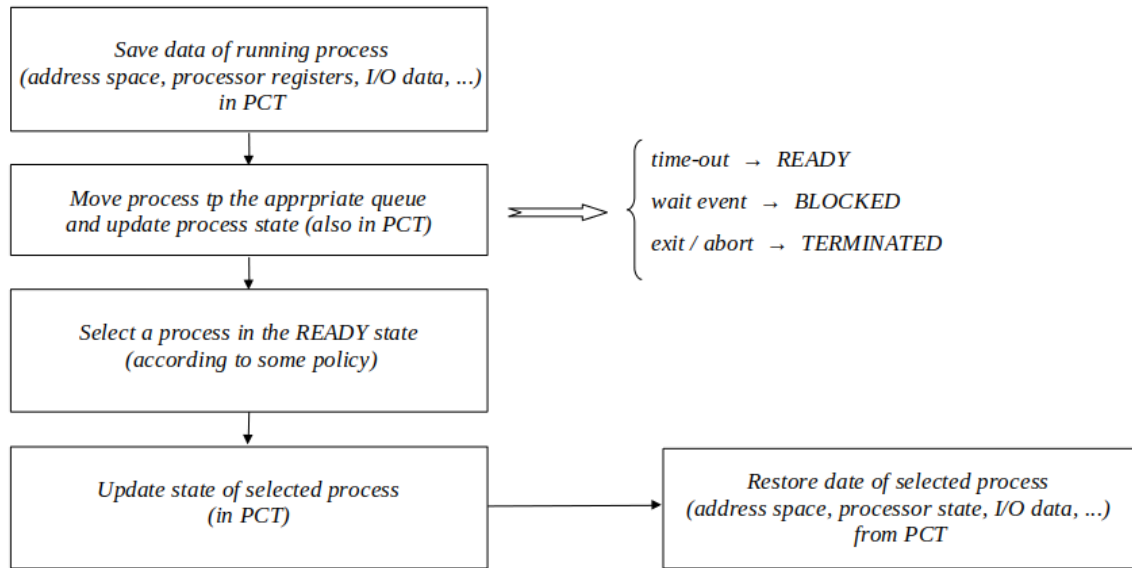 Save data of running process
(address space, processor registers, I/O data, ...)
in PCT
Move process tp the apprpriate queue
and update process state (also in PCT)
time-out → READY
wait event → BLOCKED
exit / abort → TERMINATED
Select a process in the READY state
(according to some policy)
Update state of selected process
(in PCT)
Restore date of selected process
(address space, processor state, I/O data, ...)
from PCT